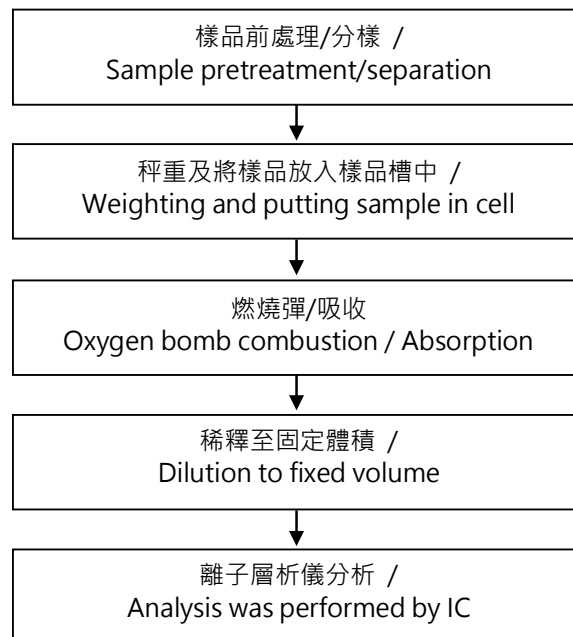 樣品前處理/分樣 /
Sample pretreatment/separation
秤重及將樣品放入樣品槽中 /
Weighting and putting sample in cell
燃燒彈/吸收
Oxygen bomb combustion / Absorption
稀釋至固定體積 /
Dilution to fixed volume
離子層析儀分析 /
Analysis was performed by IC